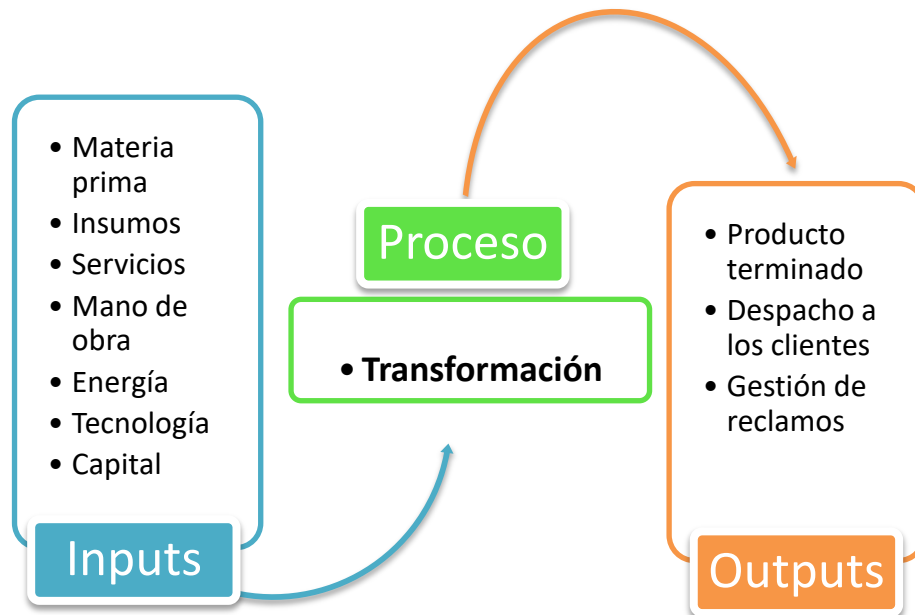 • Materia
prima
• Insumos
• Servicios
• Mano de
obra
• Energía
• Tecnología
• Capital
Inputs
Proceso
• Transformación
• Producto
terminado
• Despacho a
los clientes
• Gestión de
reclamos
Outputs